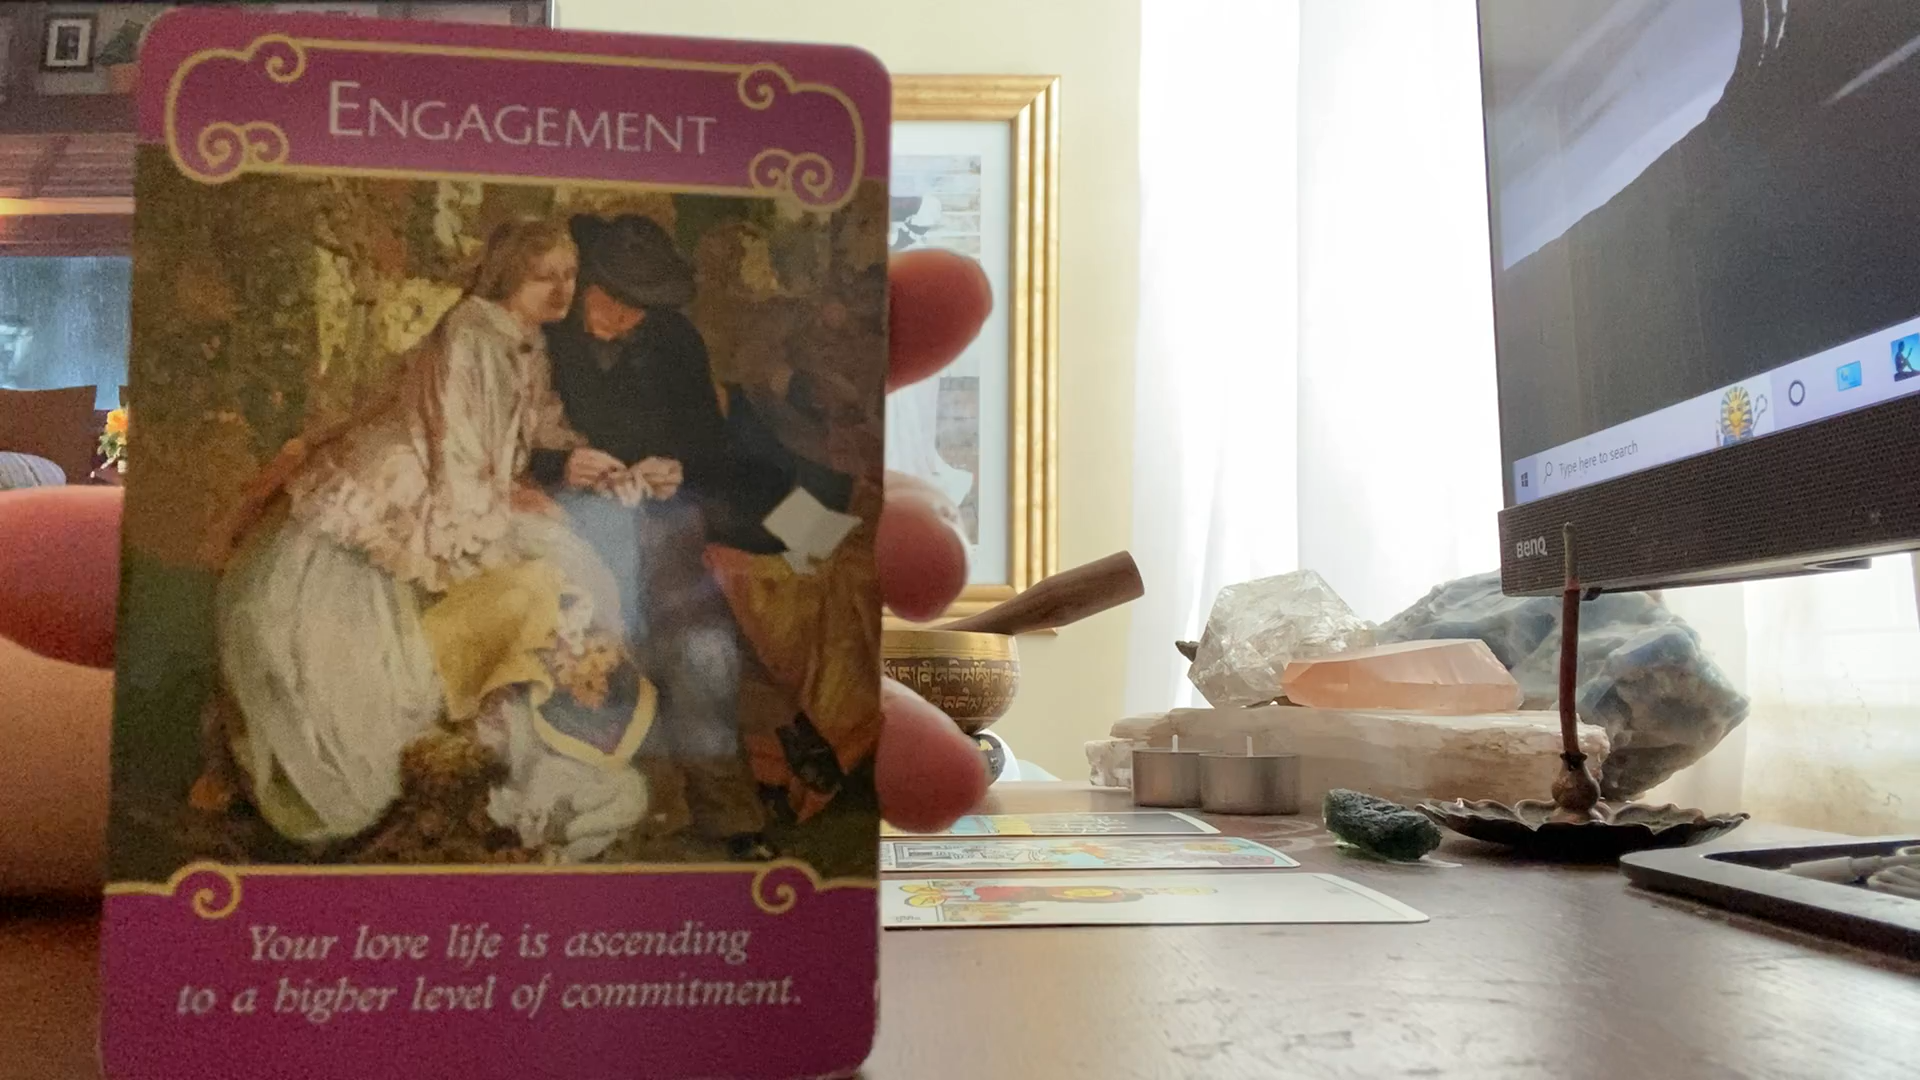 ENGAGEMENT
Your love life is ascending
to a higher level of commitment.
Type here to search
BenQ